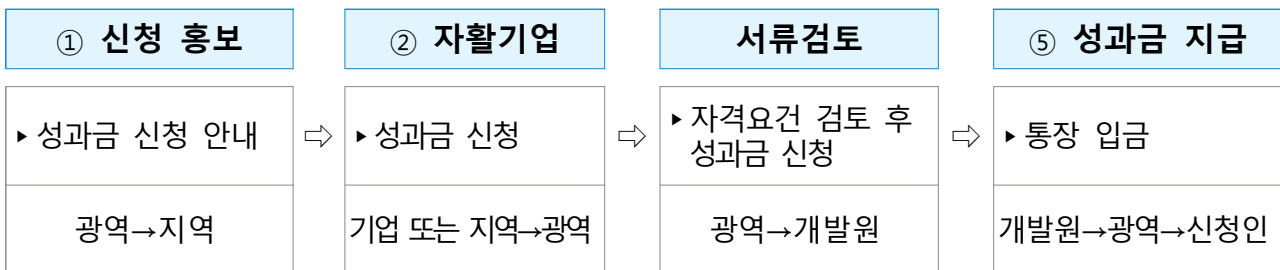 ① 신청 홍보
② 자활기업
서류검토
⑤ 성과금 지급
▸성과금 신청 안내
⇨
▸성과금 신청
⇨
▸자격요건 검토 후
성과금 신청
⇨
▸통장 입금
광역→지역
기업 또는 지역→광역
광역→개발원
개발원→광역→신청인